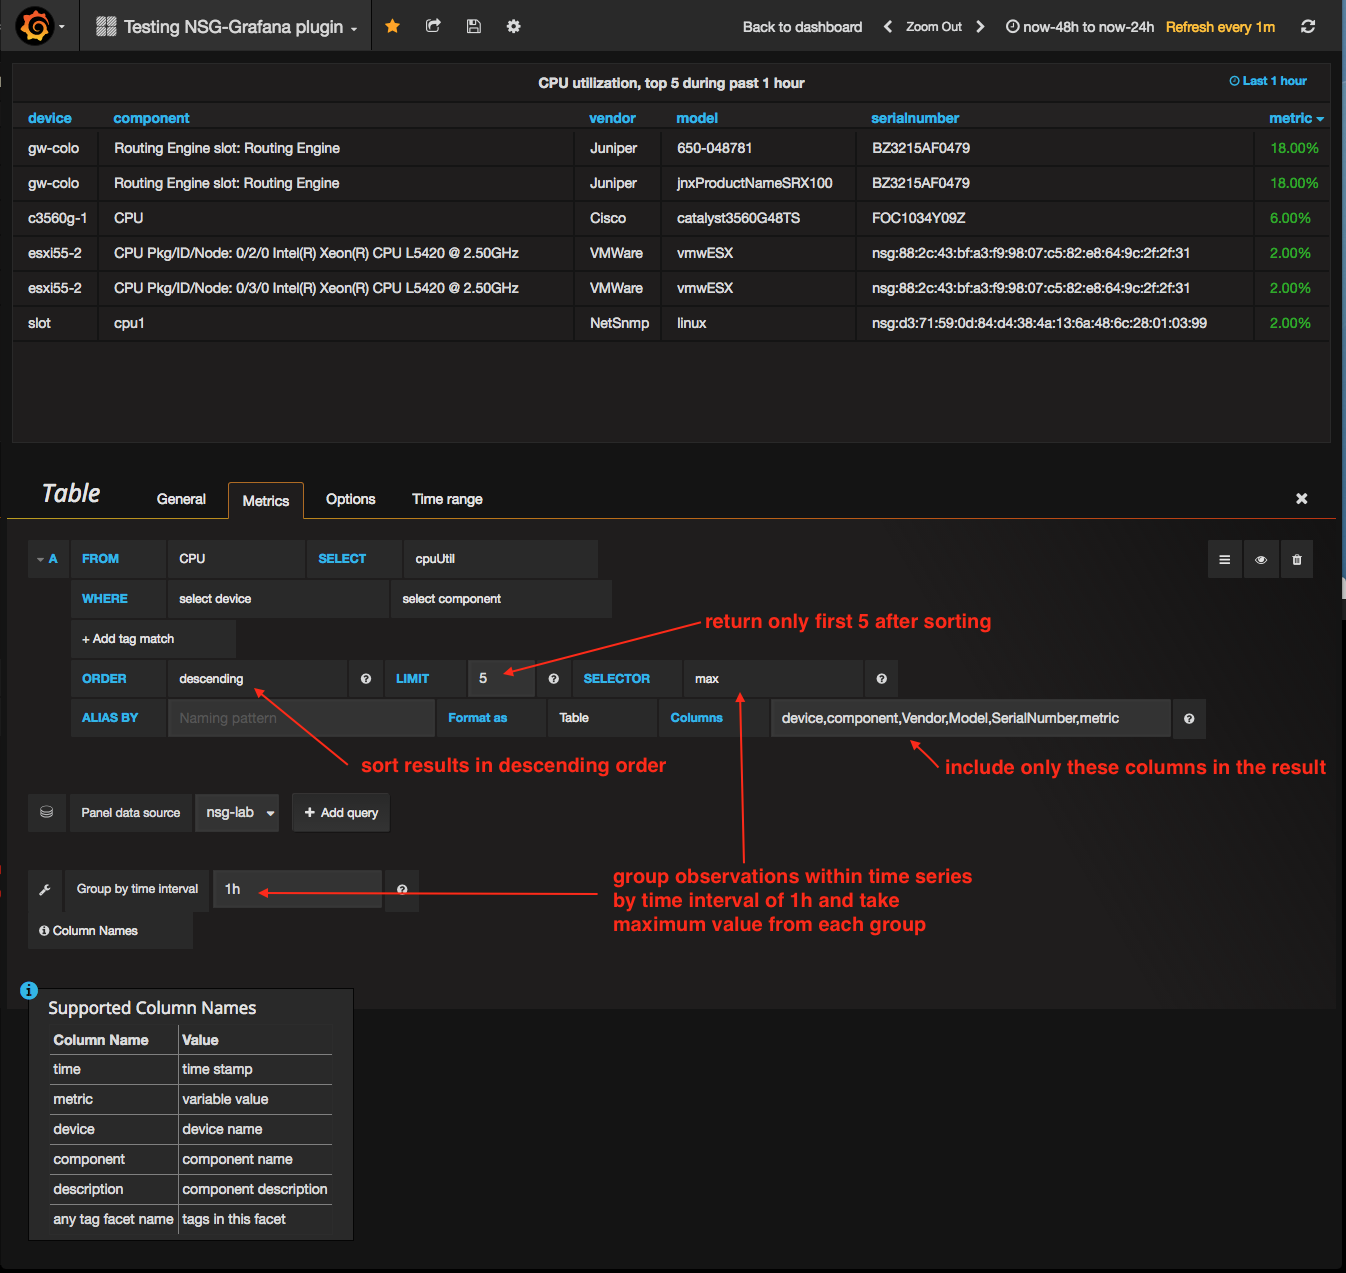 Testing NSG-Grafana plugin
Back to dashboard Zoom Out now-48h to now-24h Refresh every 1m
CPU utilization, top 5 during past 1 hour
Last 1 hour
device component vendor model serialnumber metric
gw-colo Routing Engine slot: Routing Engine Juniper 650-048781 BZ3215AF0479 18.00%
gw-colo Routing Engine slot: Routing Engine Juniper jnxProductNameSRX100 BZ3215AF0479 18.00%
c3560g-1 CPU Cisco catalyst3560G48TS FOC1034Y09Z 6.00%
esxi55-2 CPU Pkg/ID/Node: 0/2/0 Intel(R) Xeon(R) CPU L5420 @ 2.50GHz VMWare vmwESX nsg:88:2c:43:bf:a3:f9:98:07:c5:82:e8:64:9c:2f:2f:31 2.00%
esxi55-2 CPU Pkg/ID/Node: 0/3/0 Intel(R) Xeon(R) CPU L5420 @ 2.50GHz VMWare vmwESX nsg:88:2c:43:bf:a3:f9:98:07:c5:82:e8:64:9c:2f:2f:31 2.00%
slot cpu1 NetSnmp linux nsg:d3:71:59:0d:84:d4:38:4a:13:6a:48:6c:28:01:03:99 2.00%
Table General Metrics Options Time range
A FROM CPU SELECT cpuUtil
WHERE select device select component
return only first 5 after sorting
+ Add tag match
ORDER descending LIMIT 5 SELECTOR max
ALIAS BY Naming pattern Format as Table Columns device,component,Vendor,Model,SerialNumber,metric
sort results in descending order
include only these columns in the result
Panel data source nsg-lab + Add query
group observations within time series
by time interval of 1h and take
maximum value from each group
Group by time interval 1h
Column Names
Supported Column Names
Column Name Value
time time stamp
metric variable value
device device name
component component name
description component description
any tag facet name tags in this facet